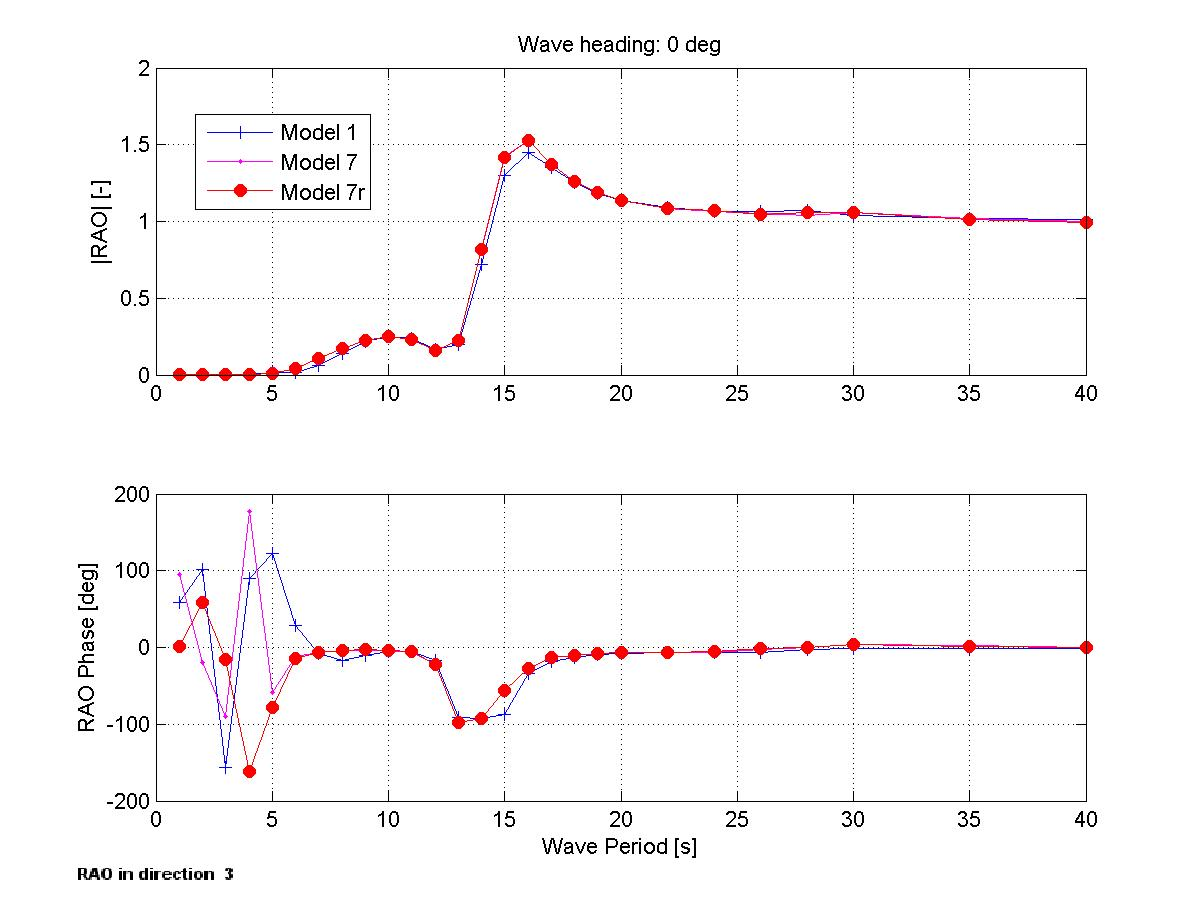 Wave heading: 0 deg
2
1.5
1
0.5
0
|RAO| [-]
Model 1
Model 7
Model 7r
0 5 10 15 20 25 30 35 40
200
100
0
-100
-200
RAO Phase [deg]
0 5 10 15 20 25 30 35 40
Wave Period [s]
RAO in direction 3